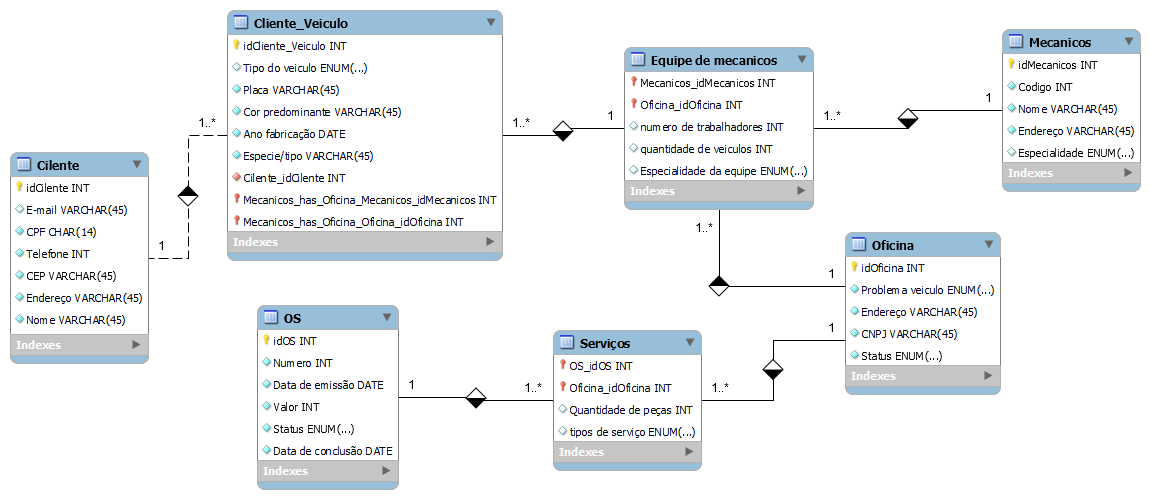 Cliente_Veiculo
idCliente_Veiculo INT
Tipo do veiculo ENUM(...)
Placa VARCHAR(45)
Cor predominante VARCHAR(45)
Ano fabricação DATE
Especie/tipo VARCHAR(45)
Cilente_idCilente INT
Mecanicos_has_Oficina_Mecanicos_idMecanicos INT
Mecanicos_has_Oficina_Oficina_idOficina INT
Indexes
Equipe de mecanicos
Mecanicos_idMecanicos INT
Oficina_idOficina INT
numero de trabalhadores INT
quantidade de veiculos INT
Especialidade da equipe ENUM(...)
Indexes
Mecanicos
idMecanicos INT
Codigo INT
Nome VARCHAR(45)
Endereço VARCHAR(45)
Especialidade ENUM(...)
Indexes
1..*
1
1..*
1
1..*
1
Cilente
idCilente INT
E-mail VARCHAR(45)
CPF CHAR(14)
Telefone INT
CEP VARCHAR(45)
Endereço VARCHAR(45)
Nome VARCHAR(45)
Indexes
1..*
1
Oficina
idOficina INT
Problema veiculo ENUM(...)
Endereço VARCHAR(45)
CNPJ VARCHAR(45)
Status ENUM(...)
Indexes
OS
idOS INT
Numero INT
Data de emissão DATE
Valor INT
Status ENUM(...)
Data de conclusão DATE
Indexes
1
1..*
Serviços
OS_idOS INT
Oficina_idOficina INT
Quantidade de peças INT
tipos de serviço ENUM(...)
Indexes
1..*
1